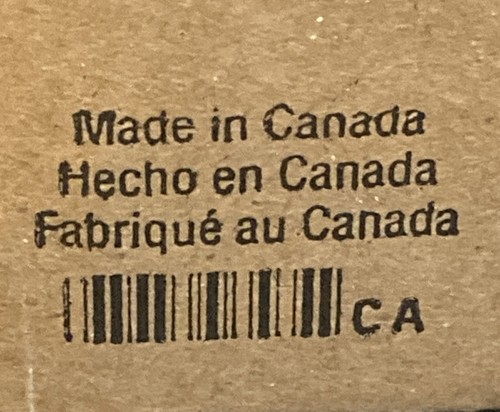 Made in Canada
Hecho en Canada
Fabriqué au Canada
CA